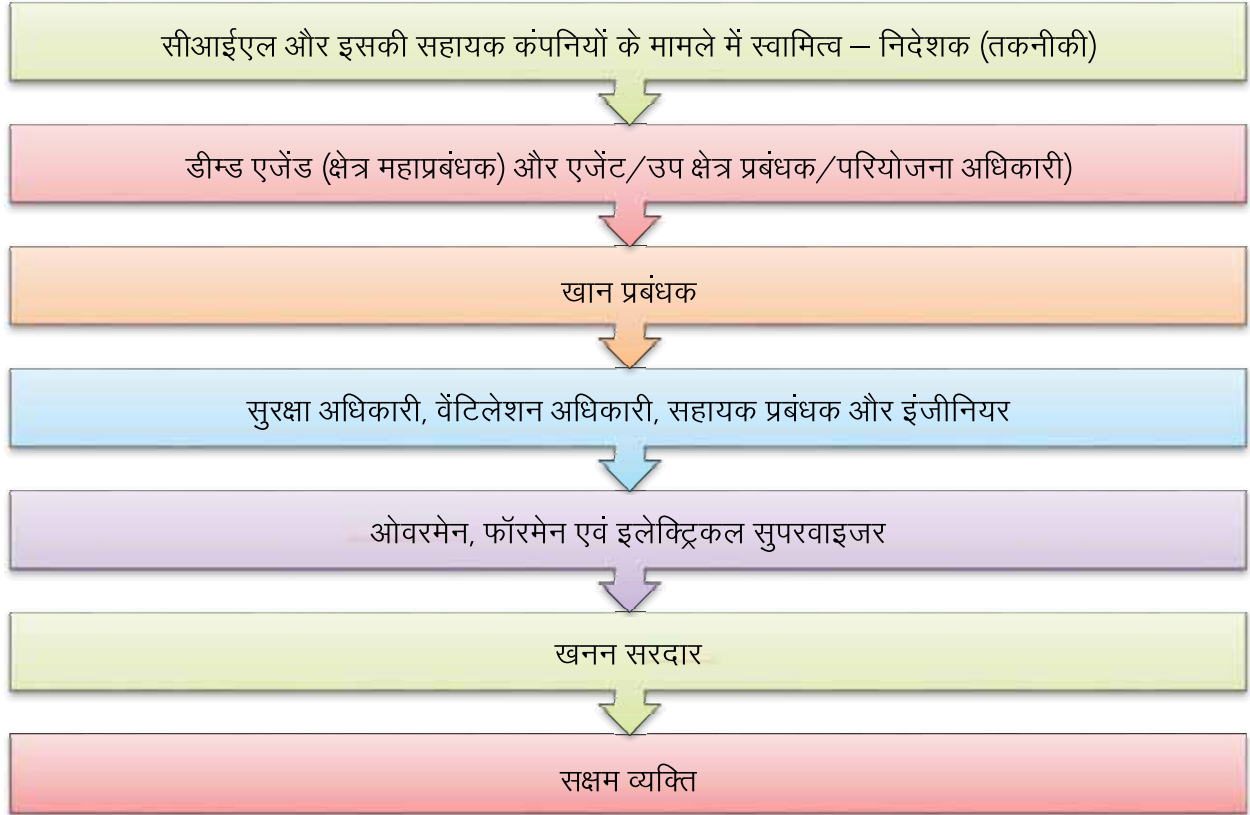 सीआईएल और इसकी सहायक कंपनियों के मामले में स्वामित्व – निदेशक (तकनीकी)
डीम्ड एजेंड (क्षेत्र महाप्रबंधक) और एजेंट/उप क्षेत्र प्रबंधक/परियोजना अधिकारी)
खान प्रबंधक
सुरक्षा अधिकारी, वेंटिलेशन अधिकारी, सहायक प्रबंधक और इंजीनियर
ओवरमेन, फॉरमेन एवं इलेक्ट्रिकल सुपरवाइजर
खनन सरदार
सक्षम व्यक्ति